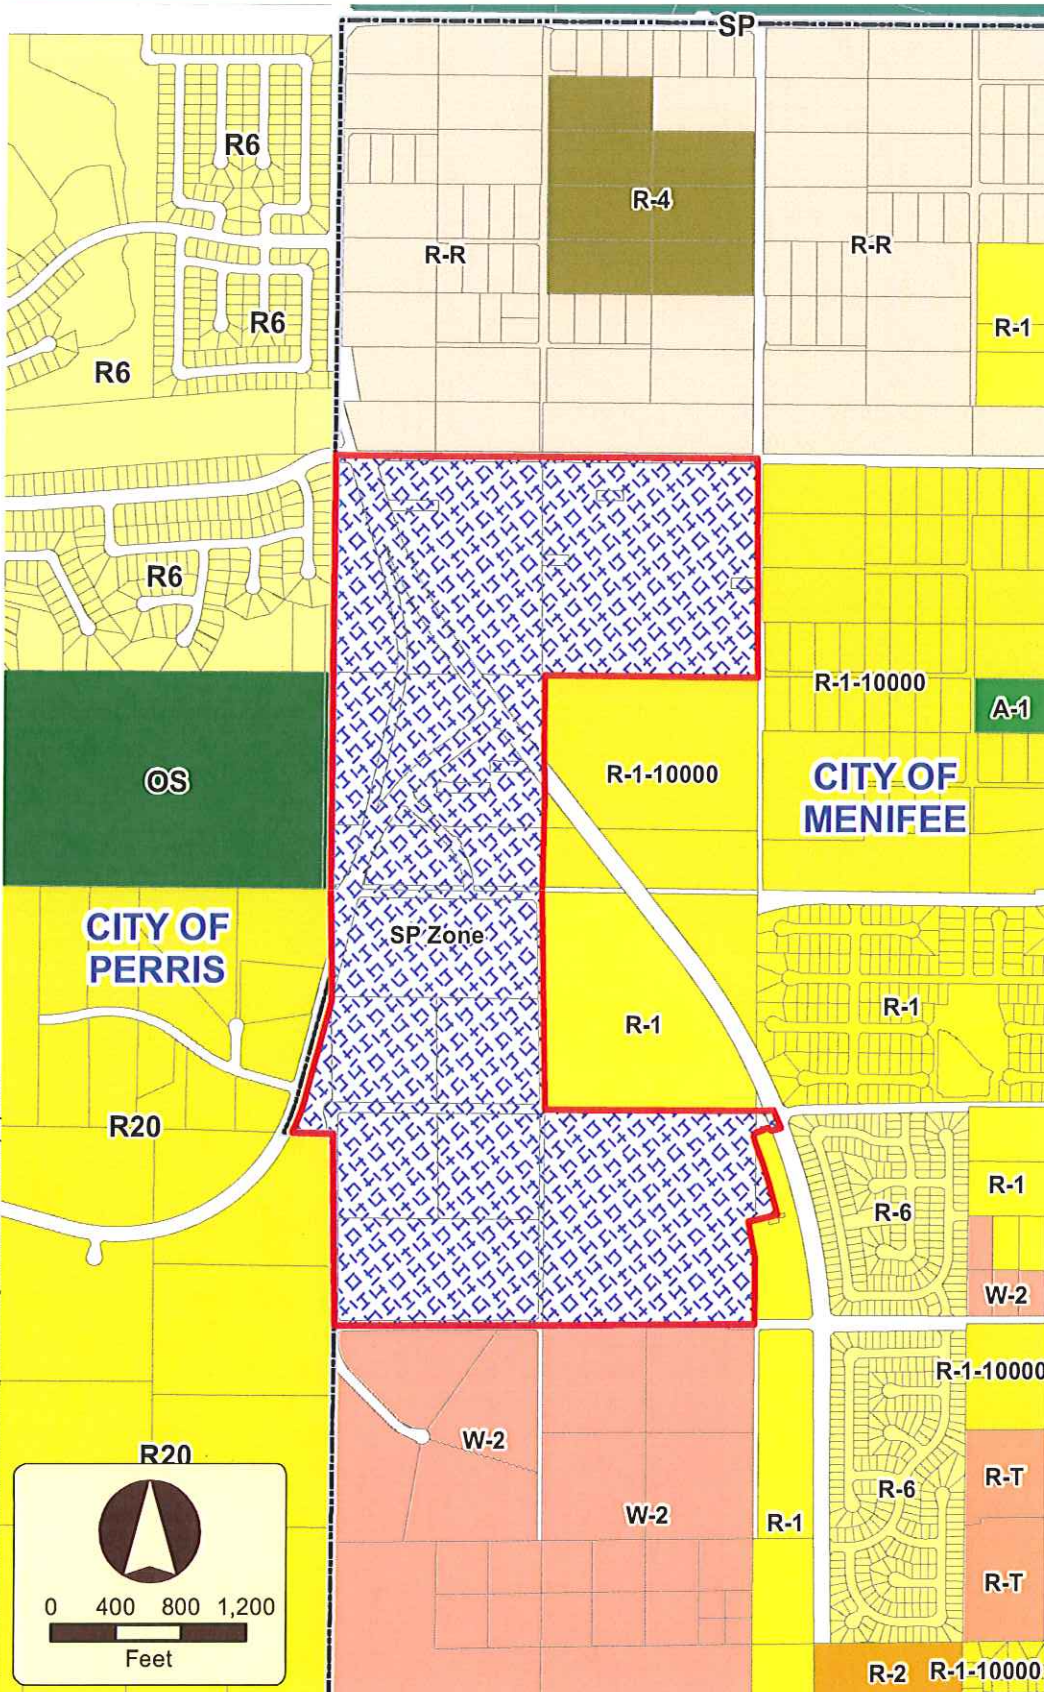 SP
R6
R-4
R-R
R-R
R6
R-1
R6
R6
R-1-10000
A-1
OS
R-1-10000
CITY OF
MENIFEE
CITY OF
PERRIS
SP Zone
R-1
R-1
R20
R-1
R-6
W-2
R-1-10000
W-2
R20
R-T
R-6
W-2
R-1
R-T
0 400 800 1,200
Feet
R-2
R-1-10000